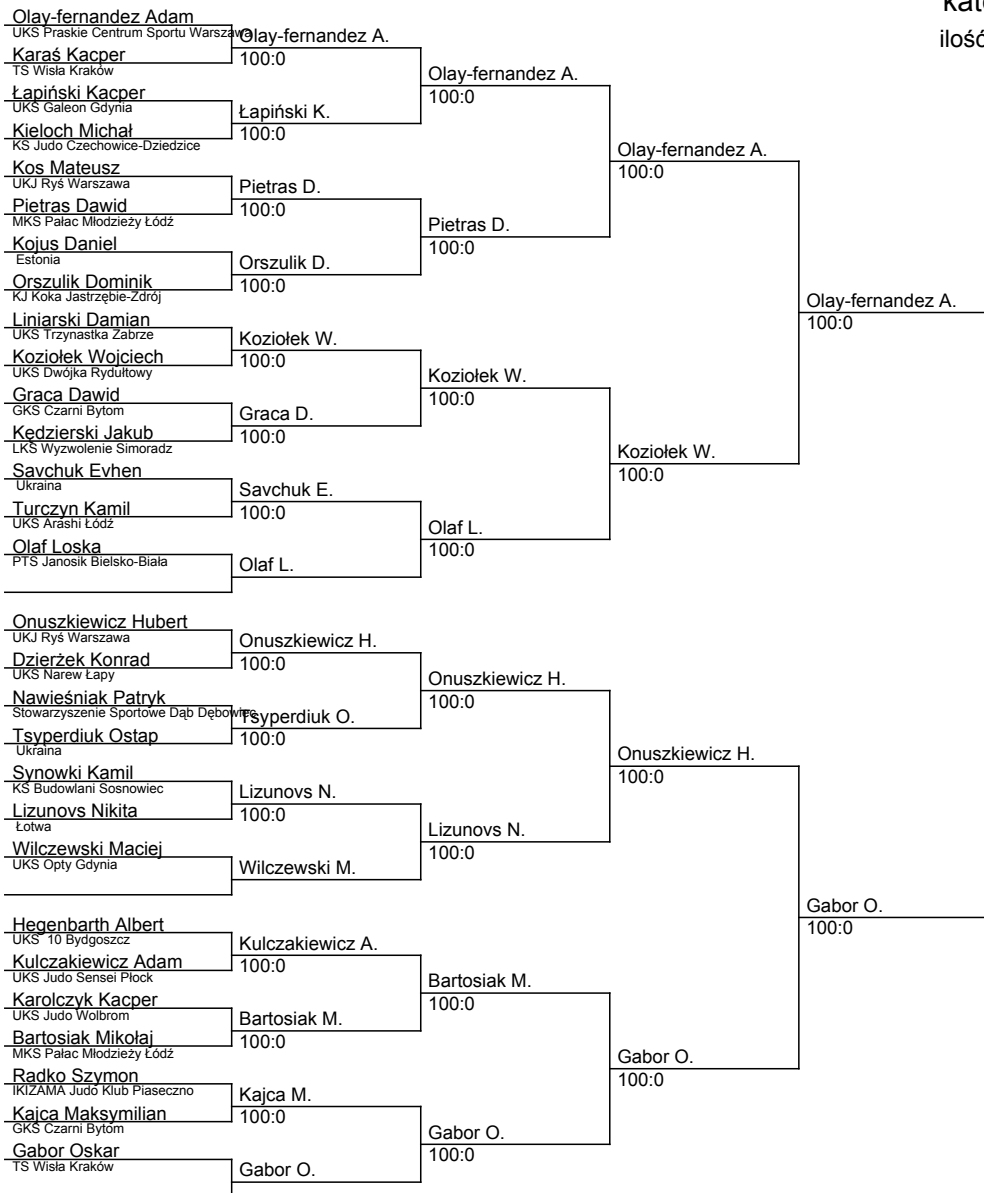 Olay-fernandez Adam
UKS Praskie Centrum Sportu Warszawa
Karaś Kacper
TS Wisła Kraków
Łapiński Kacper
UKS Galeon Gdynia
Kieloch Michał
KS Judo Czechowice-Dziedzice
Kos Mateusz
UKJ Ryś Warszawa
Pietras Dawid
MKS Pałac Młodzieży Łódź
Kojus Daniel
Estonia
Orszulik Dominik
KJ Koka Jastrzębie-Zdrój
Liniarski Damian
UKS Trzynastka Zabrze
Koziołek Wojciech
UKS Dwójka Rydułtowy
Graca Dawid
GKS Czarni Bytom
Kędzierski Jakub
LKS Wyzwolenie Simoradz
Savchuk Evhen
Ukraina
Turczyn Kamil
UKS Arashi Łódź
Olaf Loska
PTS Janosik Bielsko-Biała
Onuszkiewicz Hubert
UKJ Ryś Warszawa
Dzierżek Konrad
UKS Narew Łapy
Nawieśniak Patryk
Stowarzyszenie Sportowe Dąb Dębowiec
Tsyperdiuk Ostap
Ukraina
Synowki Kamil
KS Budowlani Sosnowiec
Lizunovs Nikita
Łotwa
Wilczewski Maciej
UKS Opty Gdynia
Hegenbarth Albert
UKS 10 Bydgoszcz
Kulczakiewicz Adam
UKS Judo Sensei Płock
Karolczyk Kacper
UKS Judo Wolbrom
Bartosiak Mikołaj
MKS Pałac Młodzieży Łódź
Radko Szymon
IKIZAMA Judo Klub Piaseczno
Kajca Maksymilian
GKS Czarni Bytom
Gabor Oskar
TS Wisła Kraków
Olay-fernandez A.
100:0
Łapiński K.
100:0
Pietras D.
100:0
Orszulik D.
100:0
Koziołek W.
100:0
Graca D.
100:0
Savchuk E.
100:0
Olaf L.
Onuszkiewicz H.
100:0
Tsyperdiuk O.
100:0
Lizunovs N.
100:0
Wilczewski M.
Kulczakiewicz A.
100:0
Bartosiak M.
100:0
Kajca M.
100:0
Gabor O.
Olay-fernandez A.
100:0
Pietras D.
100:0
Koziołek W.
100:0
Olaf L.
100:0
Onuszkiewicz H.
100:0
Lizunovs N.
100:0
Bartosiak M.
100:0
Gabor O.
100:0
Olay-fernandez A.
100:0
Koziołek W.
100:0
Onuszkiewicz H.
100:0
Gabor O.
100:0
Olay-fernandez A.
100:0
Gabor O.
100:0
ilość